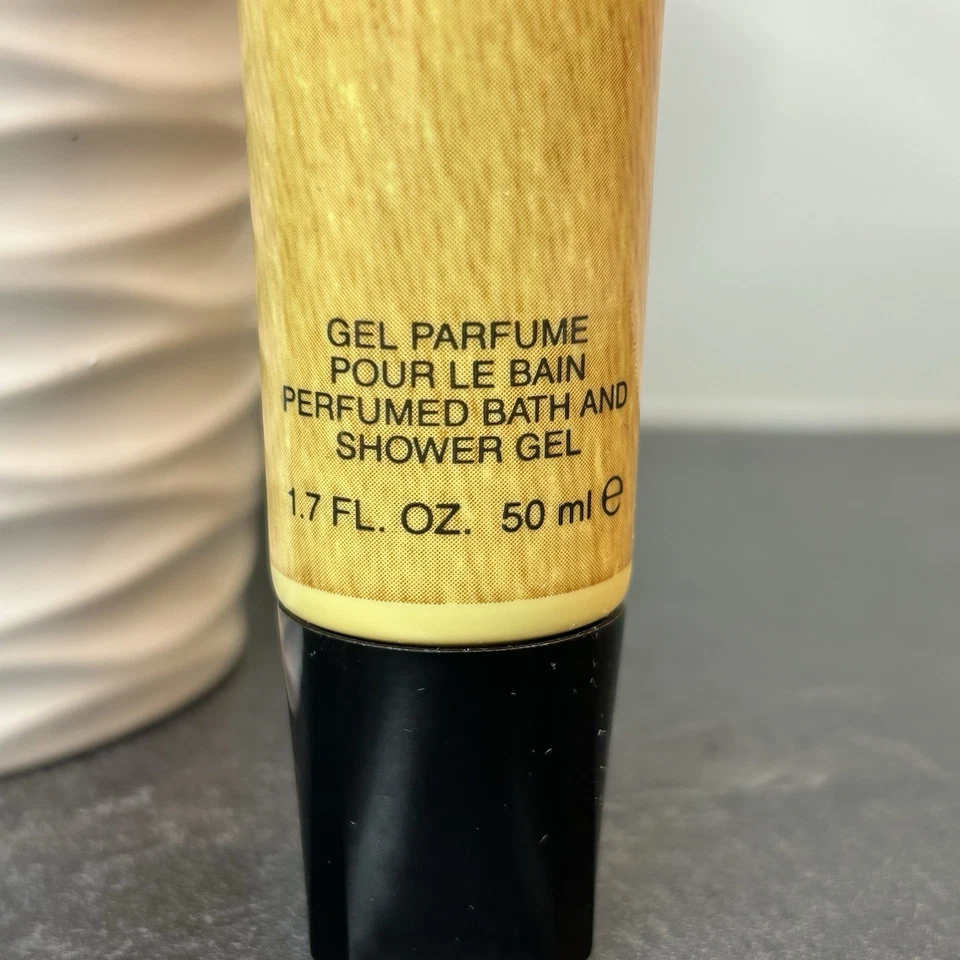 GEL PARFUME
POUR LE BAIN
PERFUMED BATH AND
SHOWER GEL
1.7 FL. OZ. 50 ml ℮